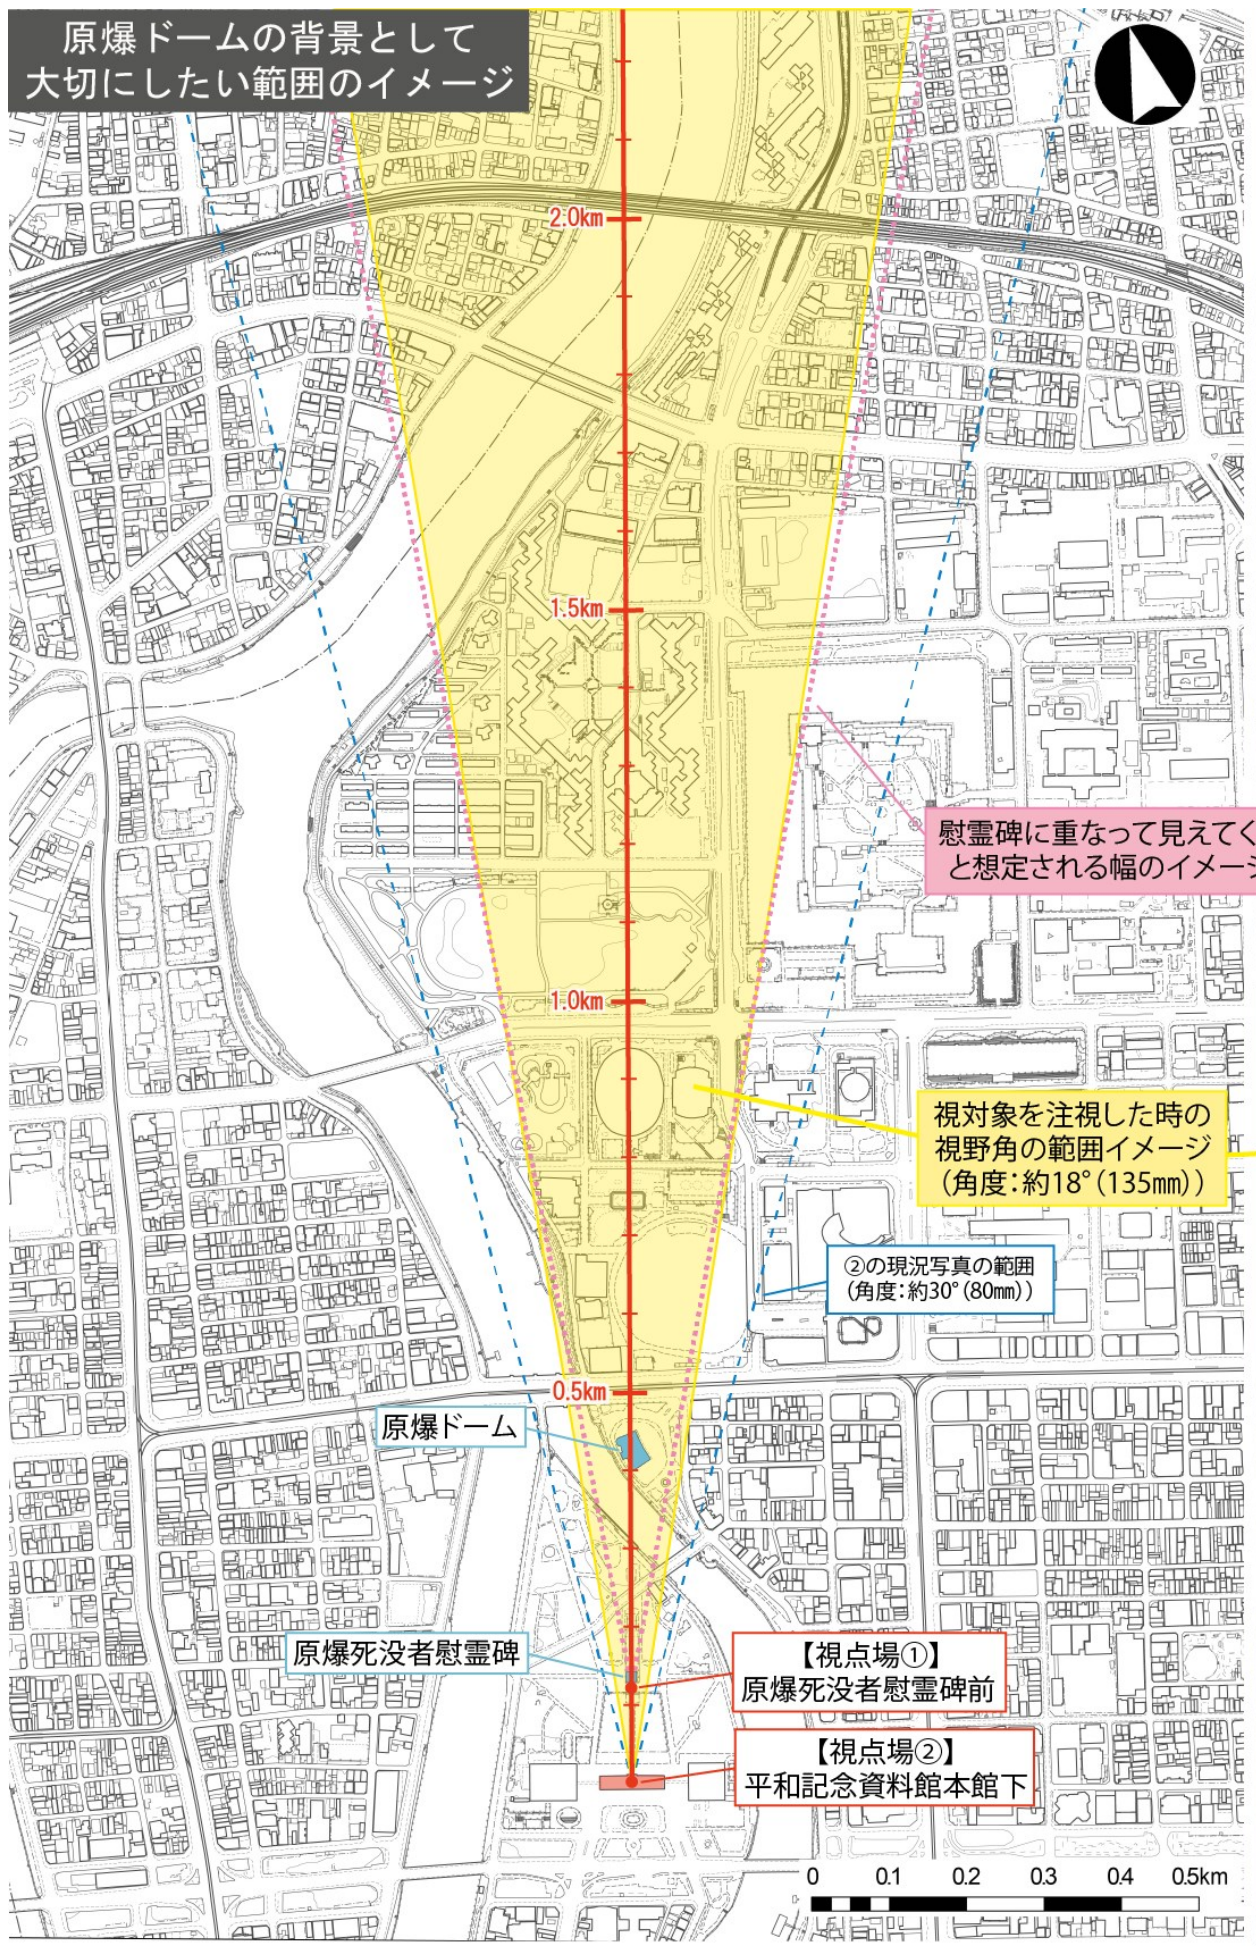 原爆ドームの背景として
大切にしたい範囲のイメージ
2.0km
1.5km
慰霊碑に重なって見えてく
と想定される幅のイメージ
1.0km
視対象を注視した時の
視野角の範囲イメージ
(角度:約18°(135㎜))
②の現況写真の範囲
(角度:約30°(80㎜))
0.5km
原爆ドーム
原爆死没者慰霊碑
【視点場①】
原爆死没者慰霊碑前
【視点場②】
平和記念資料館本館下
0 0.1 0.2 0.3 0.4 0.5km